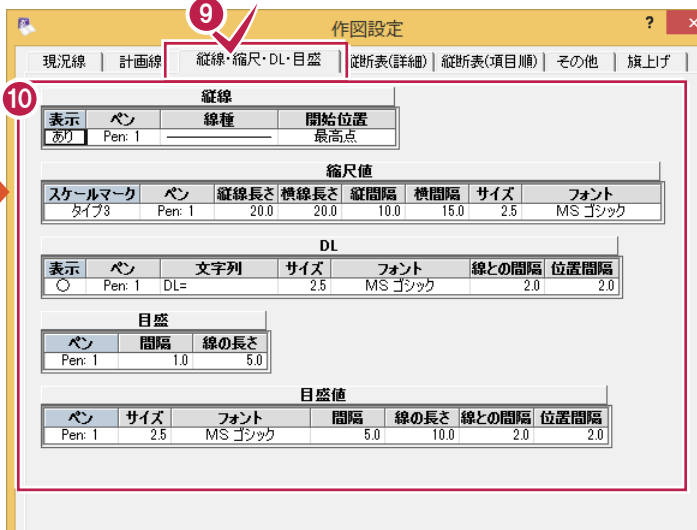 9
作図設定
?
×
現況線 計画線 縦線・縮尺・DL・目盛 縦断表(詳細) 縦断表(項目順) その他 旗上げ
10
縦線
表示 ペン 線種 開始位置
あり Pen: 1 最高点
縮尺値
スケールマーク ペン 縦線長さ 横線長さ 縦間隔 横間隔 サイズ フォント
タイプ3 Pen: 1 20.0 20.0 10.0 15.0 2.5 MS ゴシック
DL
表示 ペン 文字列 サイズ フォント 線との間隔 位置間隔
○ Pen: 1 DL= 2.5 MS ゴシック 2.0 2.0
目盛
ペン 間隔 線の長さ
Pen: 1 1.0 5.0
目盛値
ペン サイズ フォント 間隔 線の長さ 線との間隔 位置間隔
Pen: 1 2.5 MS ゴシック 5.0 10.0 2.0 2.0